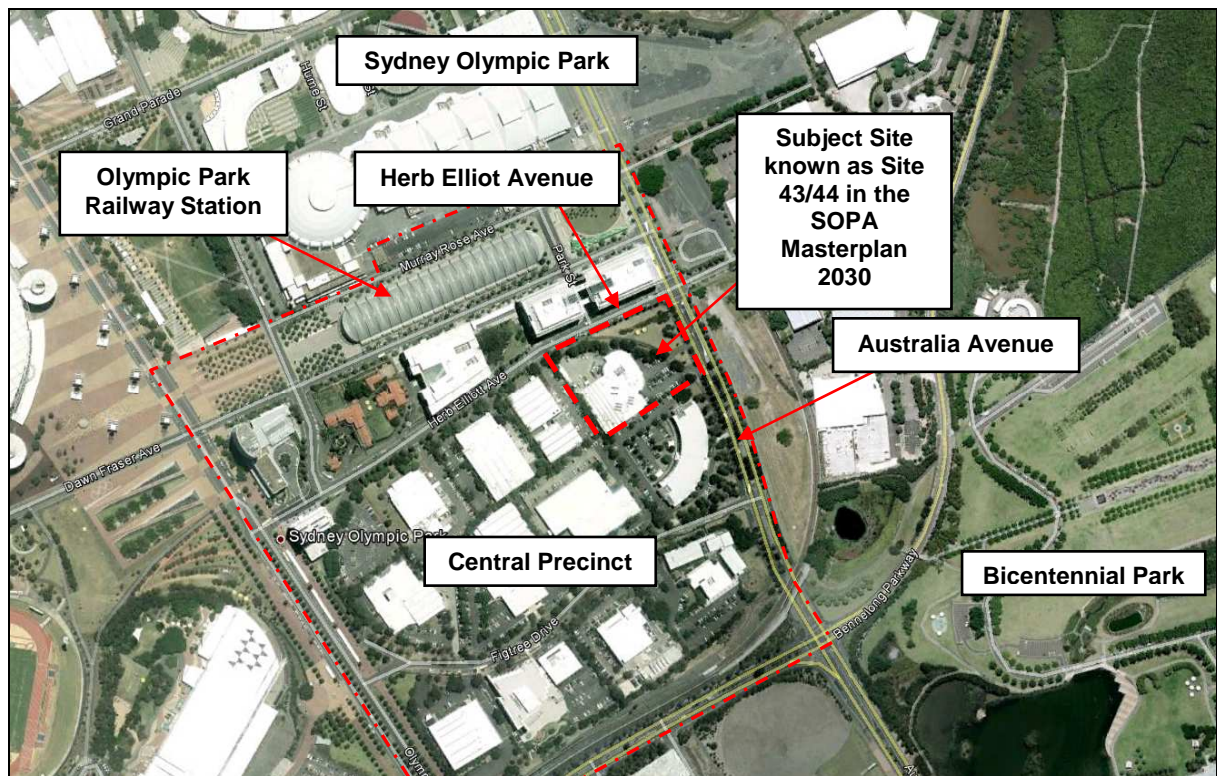 Sydney Olympic Park
Hume St
Grand Parade
Subject Site
known as Site
43/44 in the
SOPA
Masterplan
2030
Olympic Park
Railway Station
Herb Elliot Avenue
Murray Rose Ave
Park St
Australia Avenue
Herb Elliott Ave
Dawn Fraser Ave
Sydney Olympic Park
Central Precinct
Bicentennial Park
Bennelong Parkway
Figtree Drive